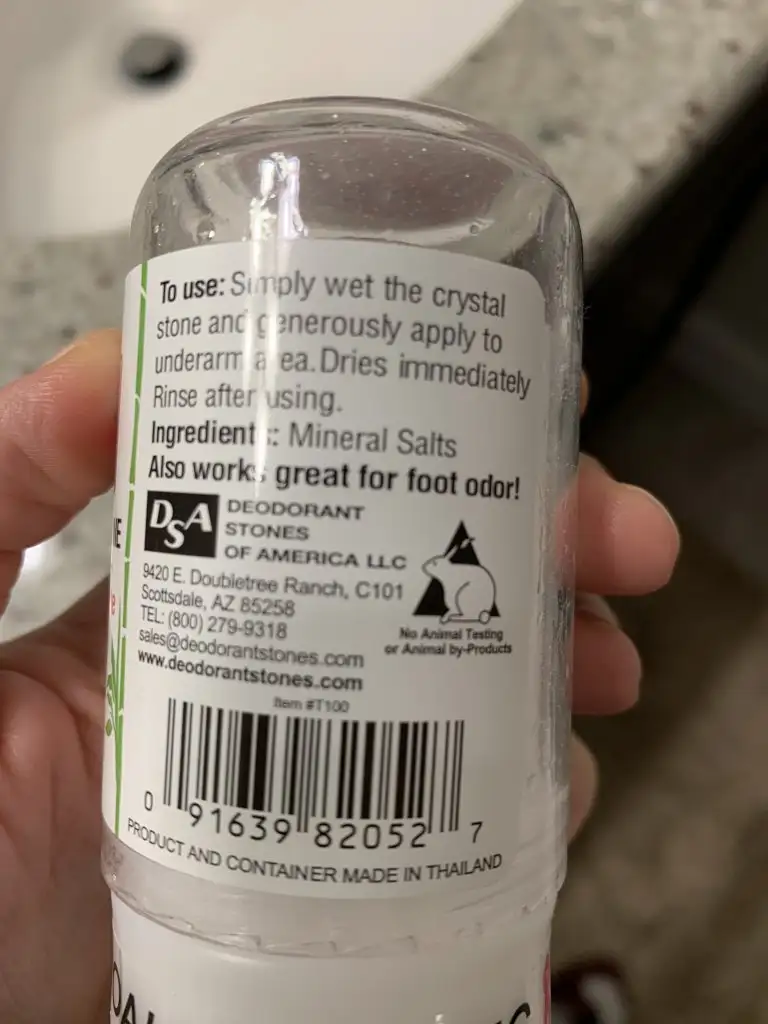 To use: Simply wet the crystal
stone and generously apply to
underarm area. Dries immediately
Rinse after using.
Ingredients: Mineral Salts
Also works great for foot odor!
DSA
DEODORANT
STONES
OF AMERICA LLC
9420 E. Doubletree Ranch, C101
Scottsdale, AZ 85258
TEL: (800) 279-9318
sales@deodorantstones.com
www.deodorantstones.com
No Animal Testing
or Animal by-Products
Item #T100
0 91639 82052 7
PRODUCT AND CONTAINER MADE IN THAILAND